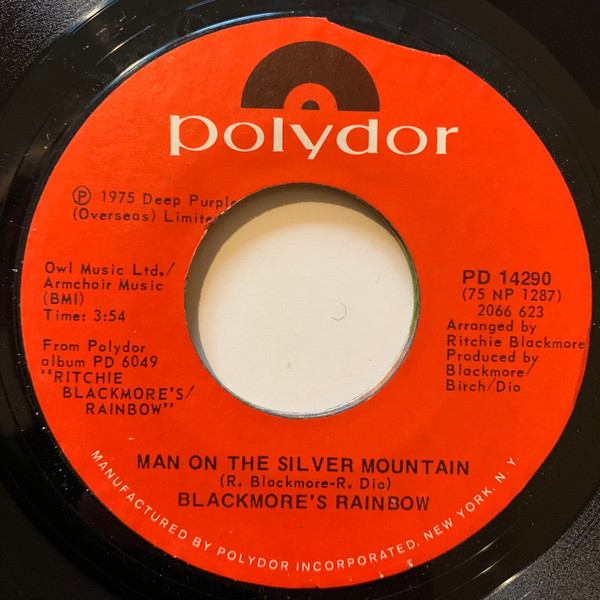 polydor
Ⓟ 1975 Deep Purple
(Overseas) Limited
Owl Music Ltd./
Armchair Music
(BMI)
Time: 3:54
From Polydor
album PD 6049
"RITCHIE
BLACKMORE'S/
RAINBOW"
PD 14290
(75 NP 1287)
2066 623
Arranged by
Ritchie Blackmore
Produced by
Blackmore/
Birch/Dio
MAN ON THE SILVER MOUNTAIN
(R. Blackmore-R. Dio)
BLACKMORE'S RAINBOW
MANUFACTURED BY POLYDOR INCORPORATED, NEW YORK, N.Y.